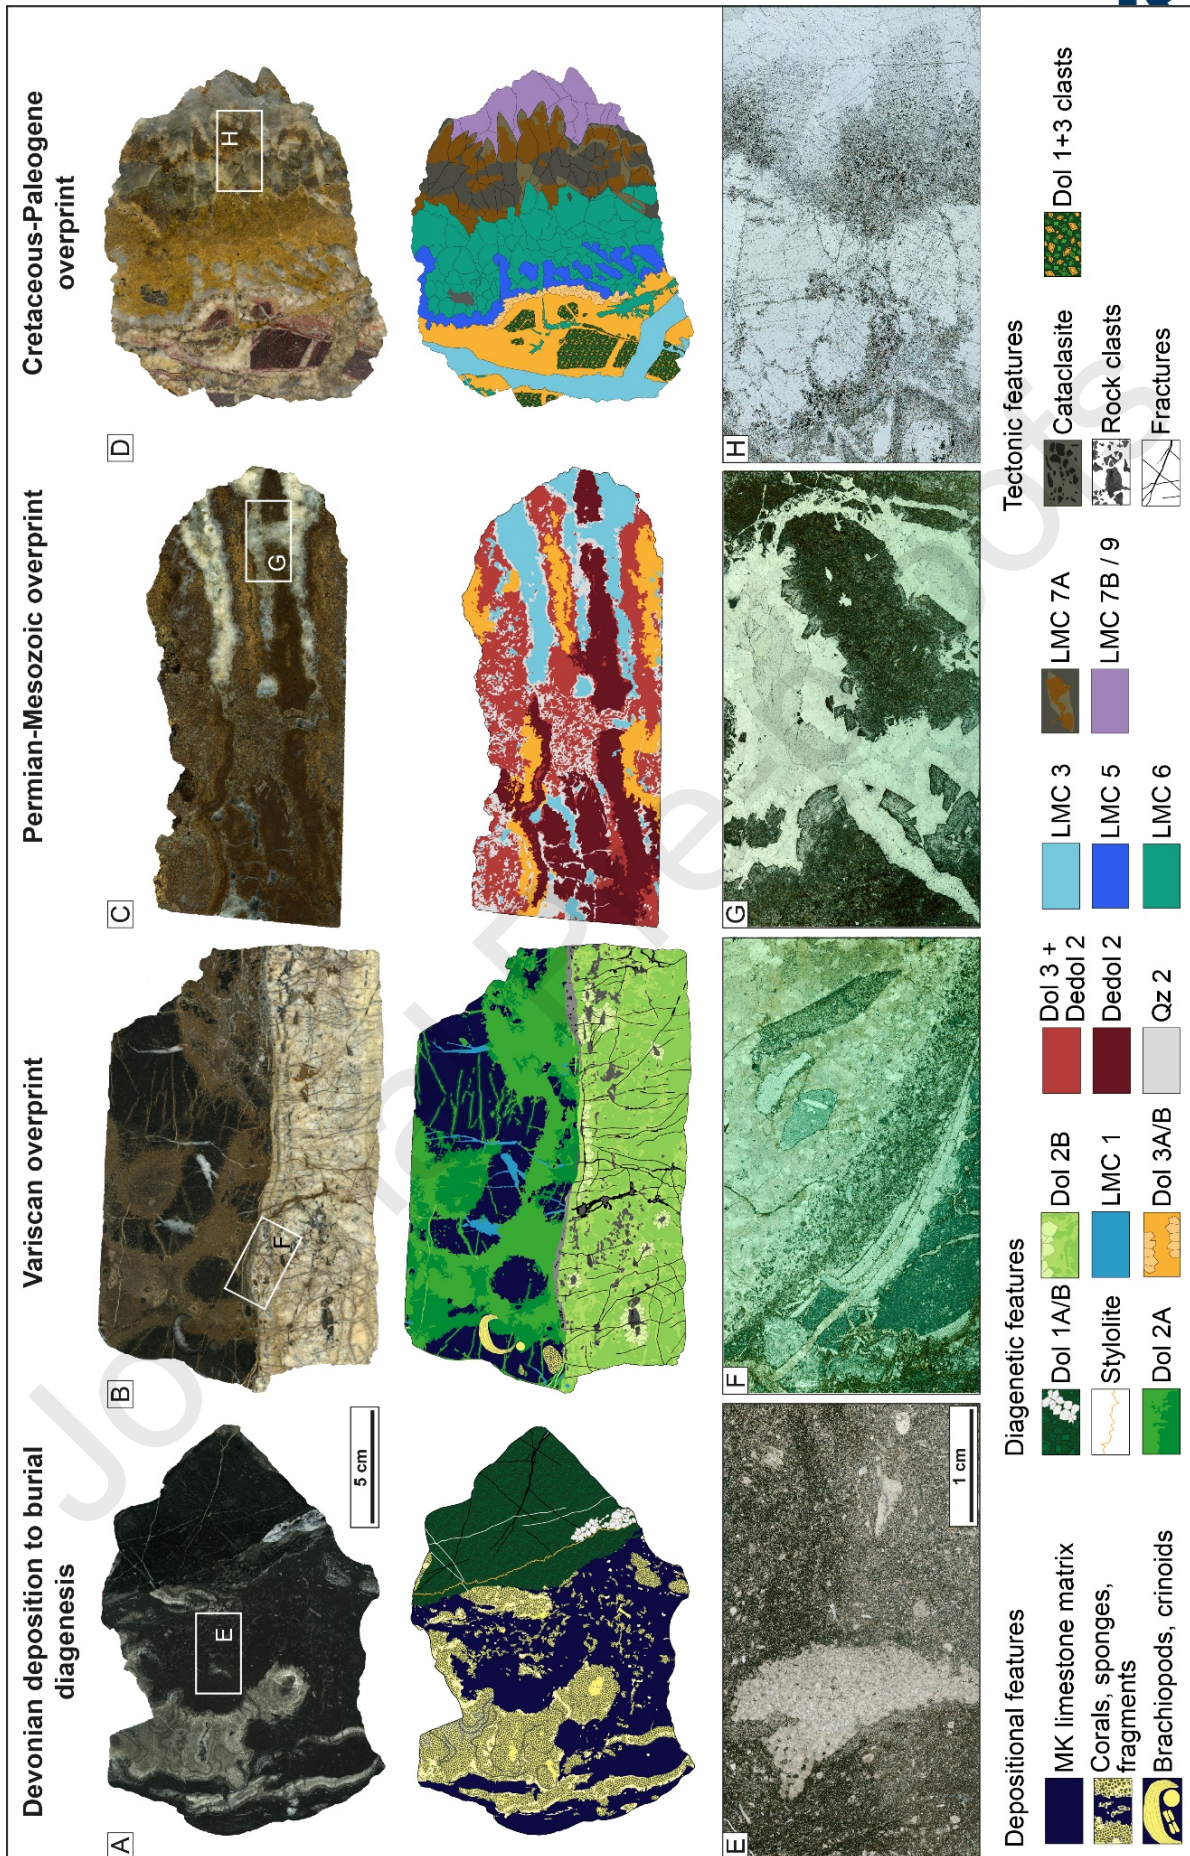 Devonian deposition to burial
diagenesis
Variscan overprint
Permian-Mesozoic overprint
Cretaceous-Paleogene
overprint
A
E
5 cm
B
F
C
G
D
H
E
1 cm
F
G
H
Depositional features
MK limestone matrix
Corals, sponges,
fragments
Brachiopods, crinoids
Diagenetic features
Dol 1A/B
Stylolite
Dol 2A
Dol 2B
LMC 1
Dol 3A/B
Dol 3 +
Dedol 2
Dedol 2
Qz 2
LMC 3
LMC 5
LMC 6
LMC 7A
LMC 7B / 9
Tectonic features
Cataclasite
Rock clasts
Fractures
Dol 1+3 clasts
Journal Pre-proofs